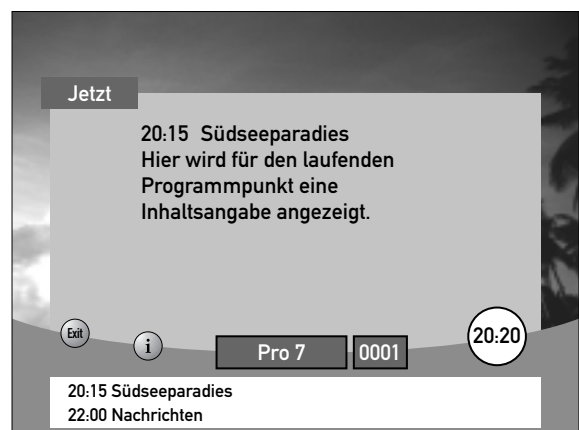 Jetzt
20:15 Südseeparadies
Hier wird für den laufenden
Programmpunkt eine
Inhaltsangabe angezeigt.
Exit
i
Pro 7
0001
20:20
20:15 Südseeparadies
22:00 Nachrichten